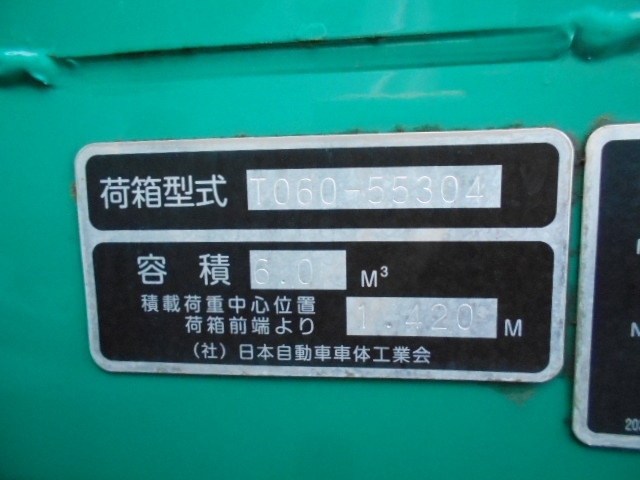 荷箱型式 T060-55304
容積 6.0 M³
積載荷重中心位置
荷箱前端より 1.420 M
(社)日本自動車車体工業会